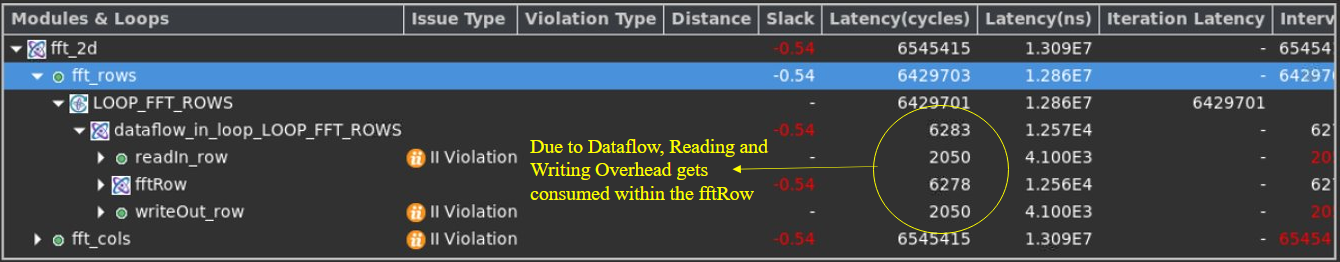 Modules & Loops Issue Type Violation Type Distance Slack Latency(cycles) Latency(ns) Iteration Latency Interv
fft_2d -0.54 6545415 1.309E7 - 65454
fft_rows -0.54 6429703 1.286E7 - 64297
LOOP_FFT_ROWS - 6429701 1.286E7 6429701
dataflow_in_loop_LOOP_FFT_ROWS -0.54 6283 1.257E4 - 62
readIn_row II Violation - 2050 4.100E3 - 20
fftRow -0.54 6278 1.256E4 - 62
writeOut_row II Violation - 2050 4.100E3 - 20
fft_cols II Violation -0.54 6545415 1.309E7 - 65454
Due to Dataflow, Reading and
Writing Overhead gets
consumed within the fftRow